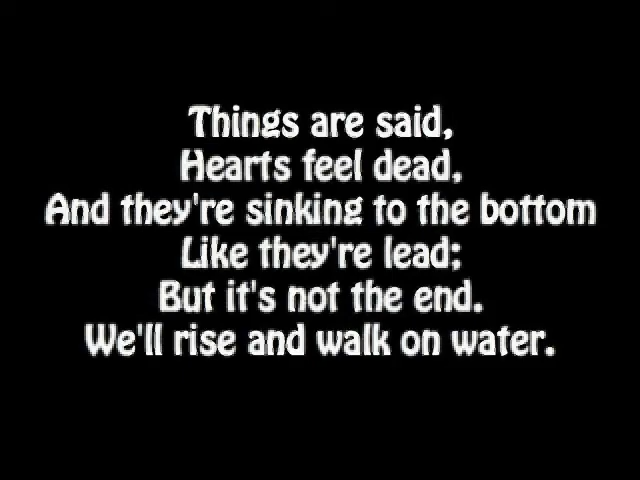 Things are said,
Hearts feel dead,
And they're sinking to the bottom
Like they're lead;
But it's not the end.
We'll rise and walk on water.